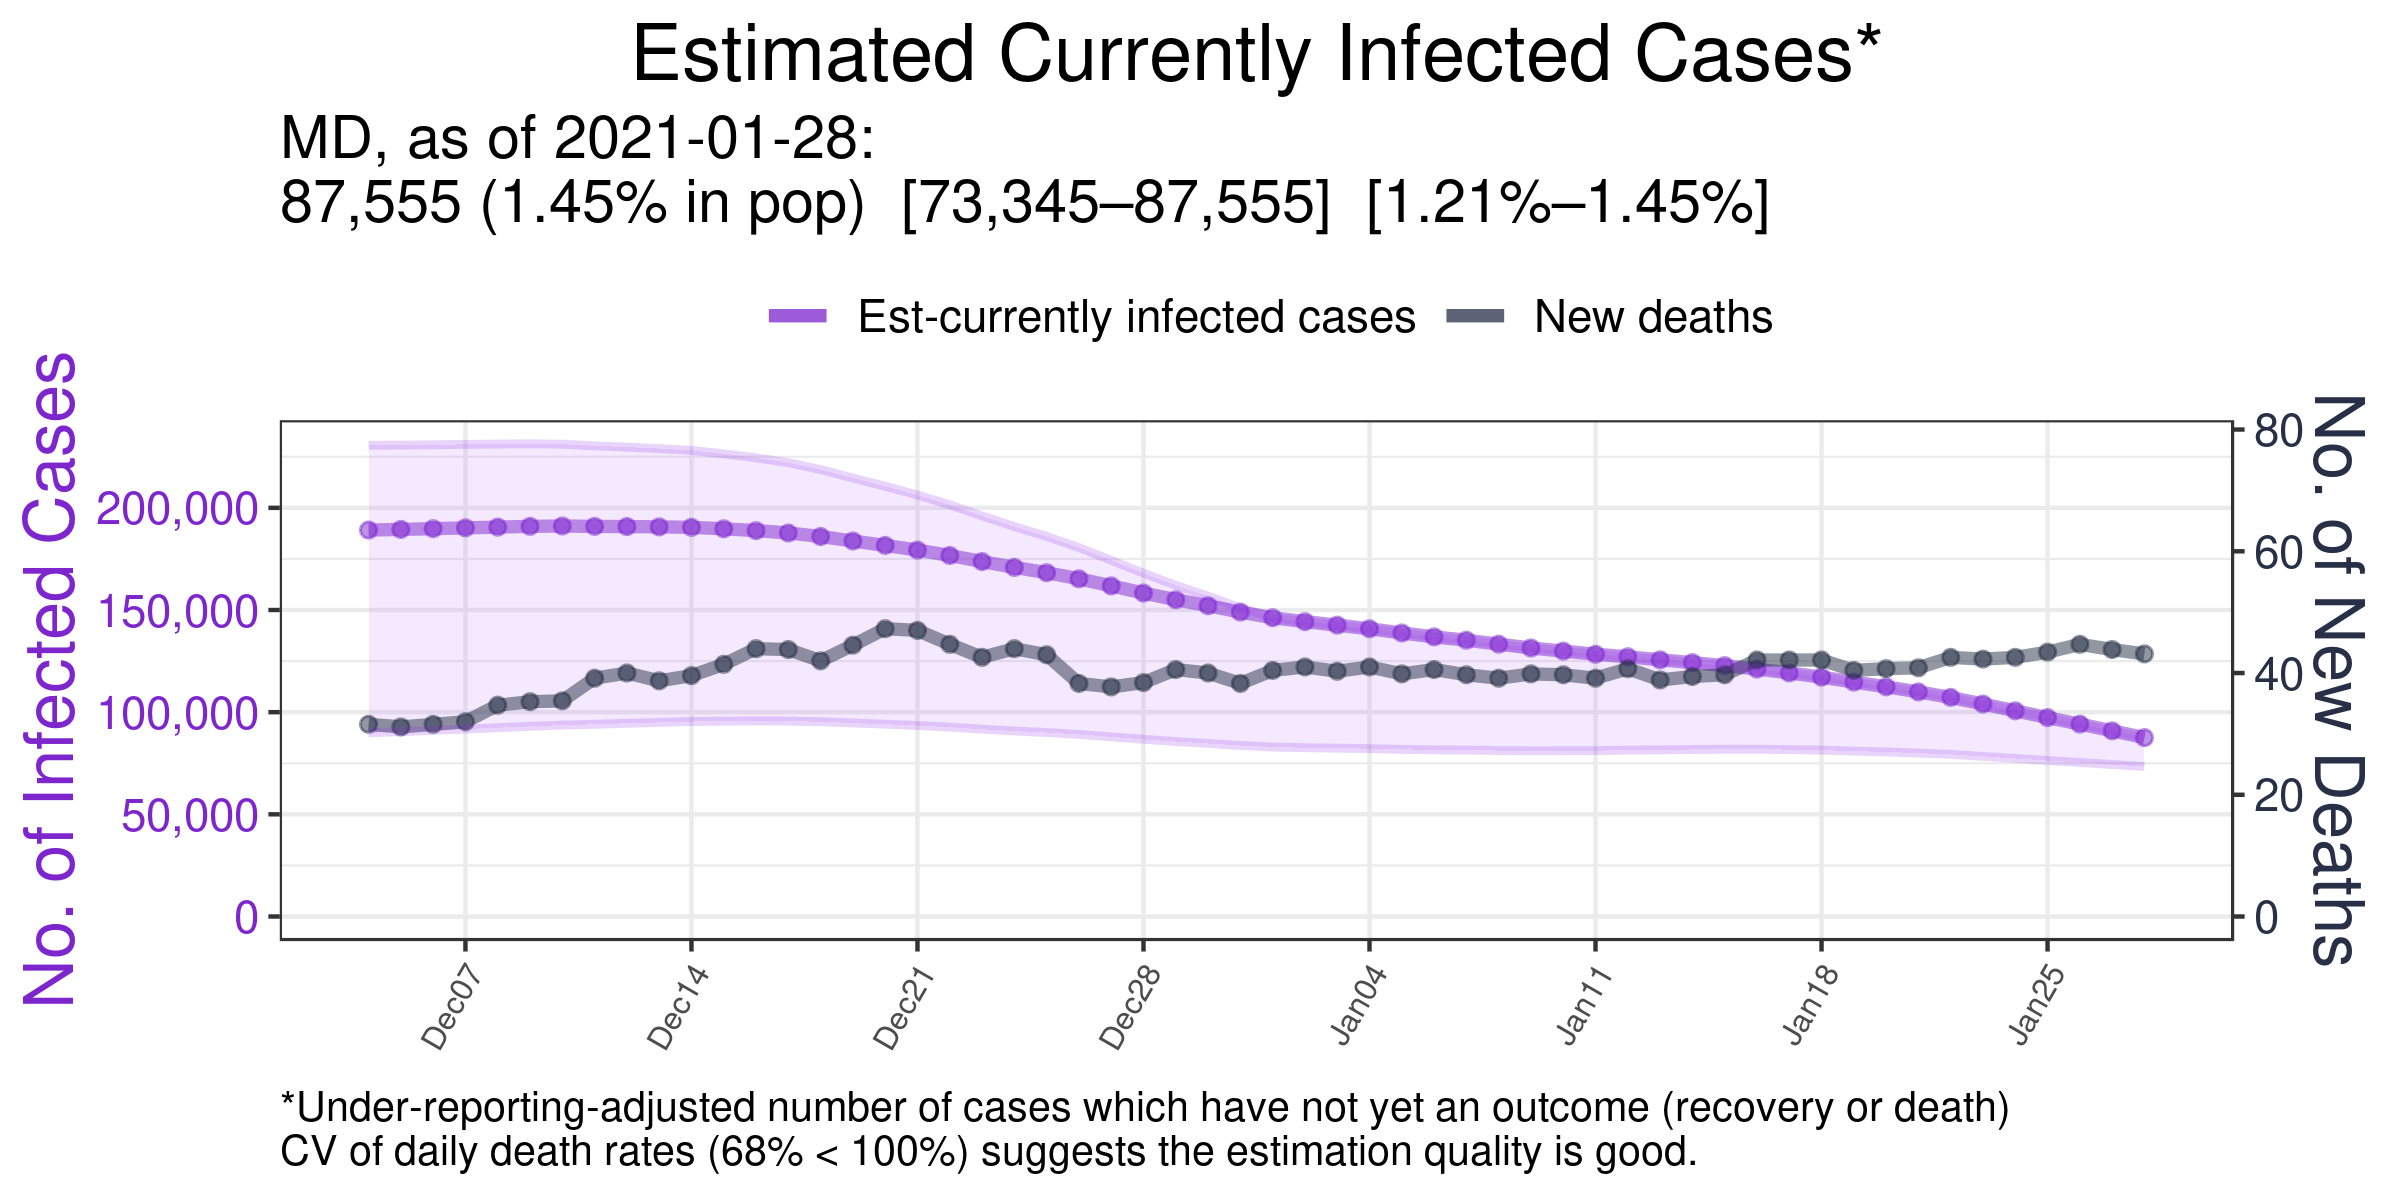 Estimated Currently Infected Cases*
MD, as of 2021-01-28:
87,555 (1.45% in pop)  [73,345–87,555]  [1.21%–1.45%]
Est-currently infected cases
New deaths
No. of Infected Cases
200,000
150,000
100,000
50,000
0
80
60
40
20
0
No. of New Deaths
Dec07
Dec14
Dec21
Dec28
Jan04
Jan11
Jan18
Jan25
*Under-reporting-adjusted number of cases which have not yet an outcome (recovery or death)
CV of daily death rates (68% < 100%) suggests the estimation quality is good.